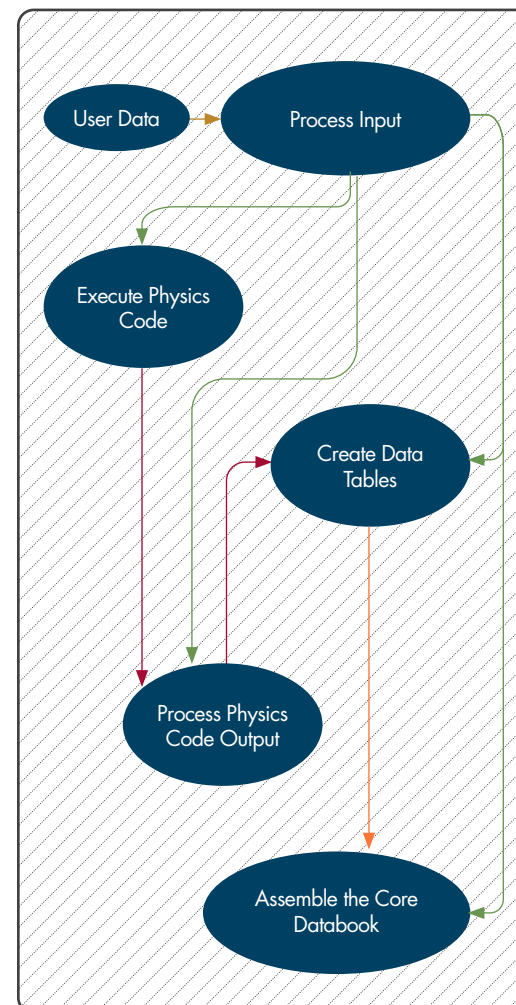 User Data
Process Input
Execute Physics
Code
Create Data
Tables
Process Physics
Code Output
Assemble the Core
Databook